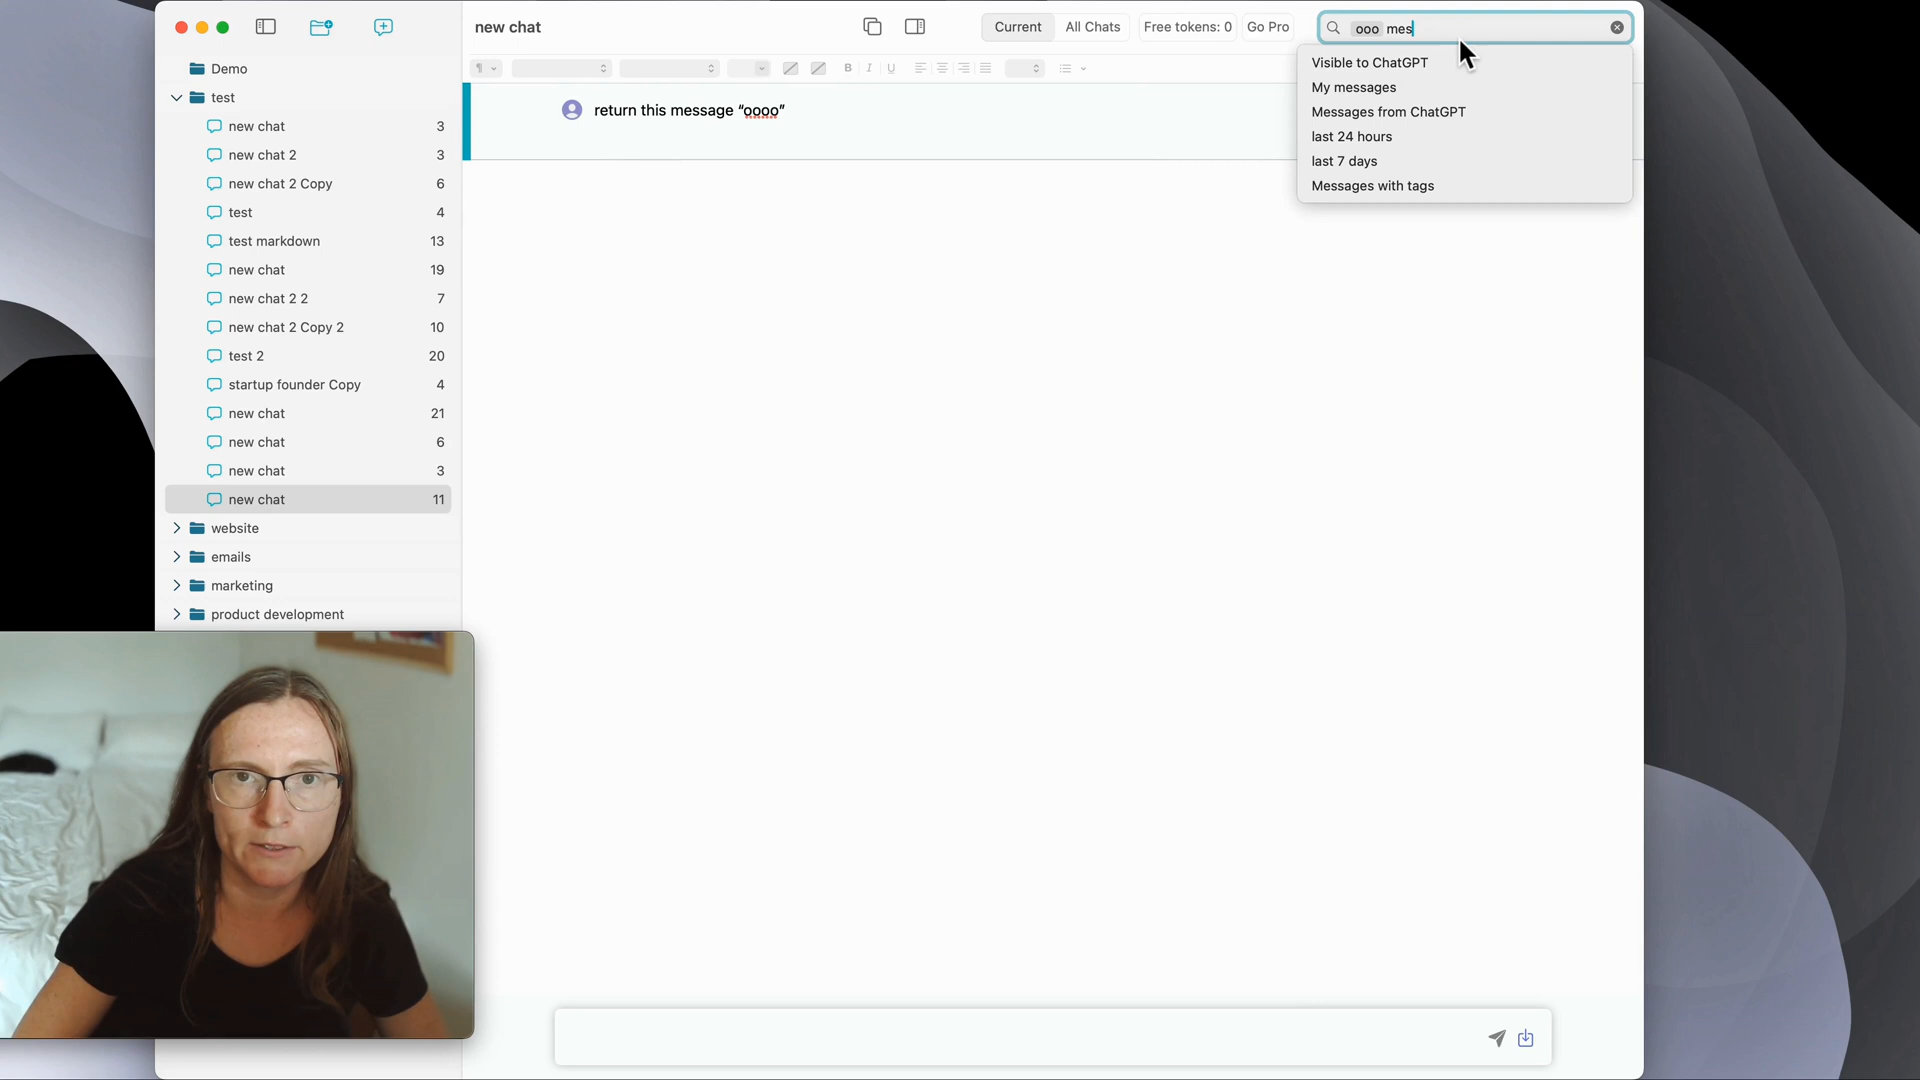 new chat
Current
All Chats
Free tokens: 0
Go Pro
ooo mes
B I U
Visible to ChatGPT
My messages
Messages from ChatGPT
last 24 hours
last 7 days
Messages with tags
return this message “oooo”
Demo
test
new chat 3
new chat 2 3
new chat 2 Copy 6
test 4
test markdown 13
new chat 19
new chat 2 2 7
new chat 2 Copy 2 10
test 2 20
startup founder Copy 4
new chat 21
new chat 6
new chat 3
new chat 11
website
emails
marketing
product development